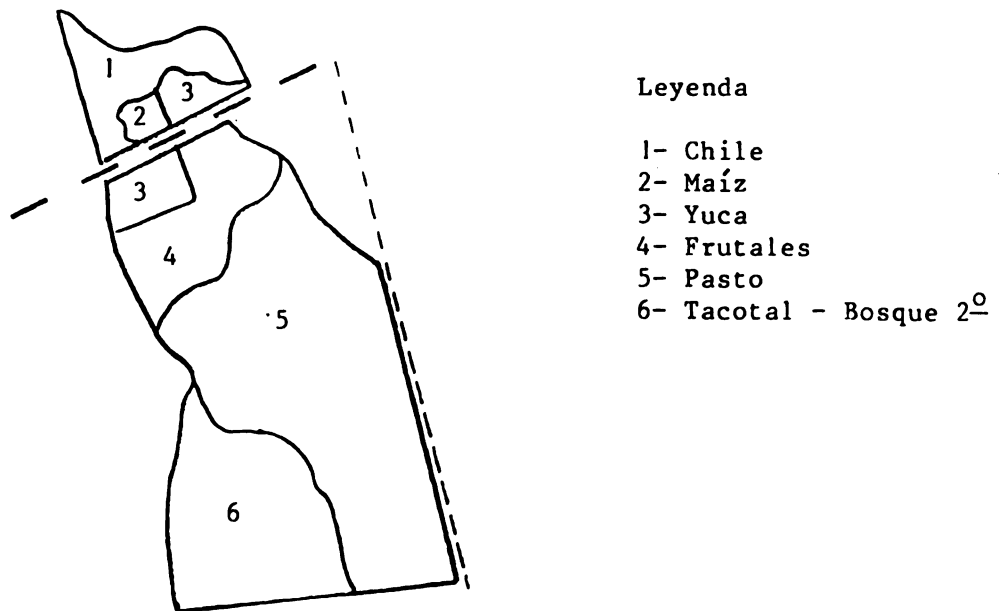 1
3
2
3
4
5
6
Leyenda
1- Chile
2- Maíz
3- Yuca
4- Frutales
5- Pasto
6- Tacotal - Bosque 2º